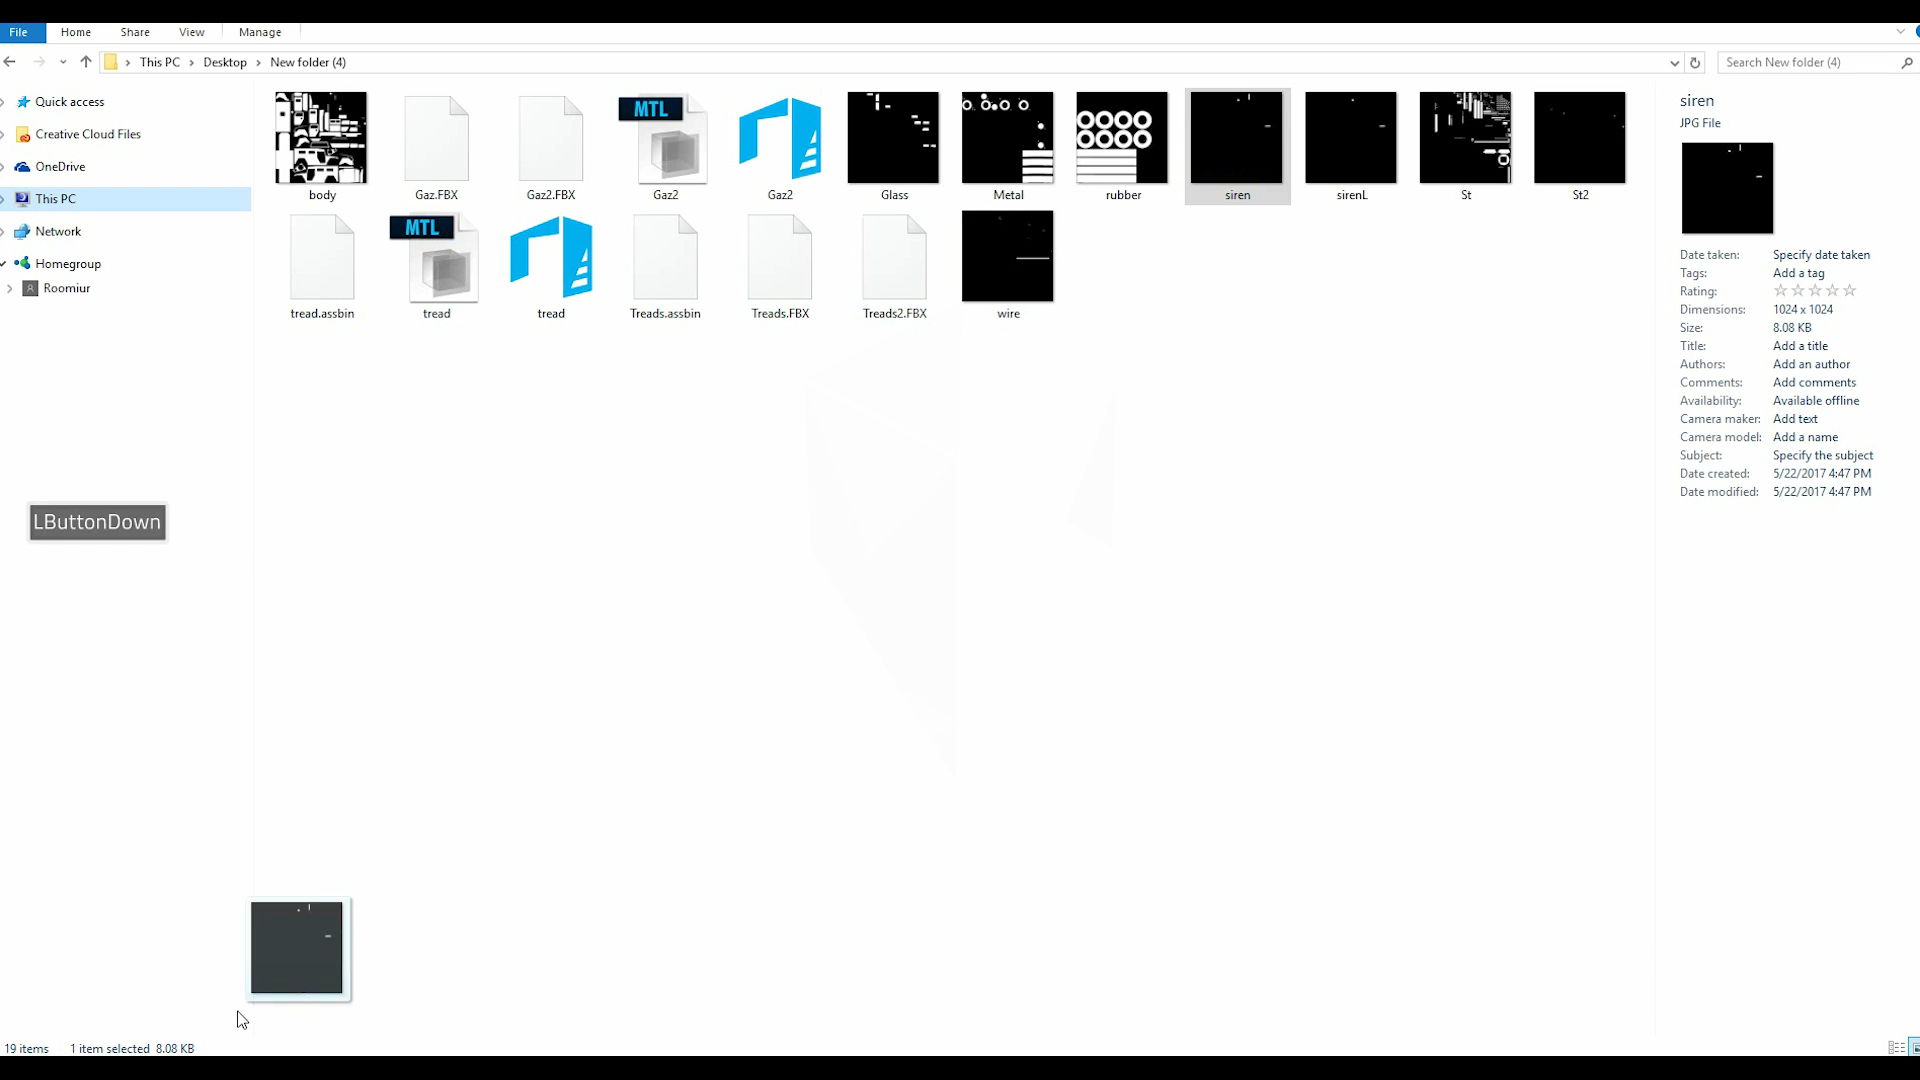 File Home Share View Manage
This PC Desktop New folder (4) Search New folder (4)
Quick access
Creative Cloud Files
OneDrive
This PC
Network
Homegroup
Roomiur
MTL
body Gaz.FBX Gaz2.FBX Gaz2 Gaz2 Glass Metal rubber siren sirenL St St2
MTL
tread.assbin tread tread Treads.assbin Treads.FBX Treads2.FBX wire
LButtonDown
siren
JPG File
Date taken: Specify date taken
Tags: Add a tag
Rating:
Dimensions: 1024 x 1024
Size: 8.08 KB
Title: Add a title
Authors: Add an author
Comments: Add comments
Availability: Available offline
Camera maker: Add text
Camera model: Add a name
Subject: Specify the subject
Date created: 5/22/2017 4:47 PM
Date modified: 5/22/2017 4:47 PM
19 items 1 item selected 8.08 KB